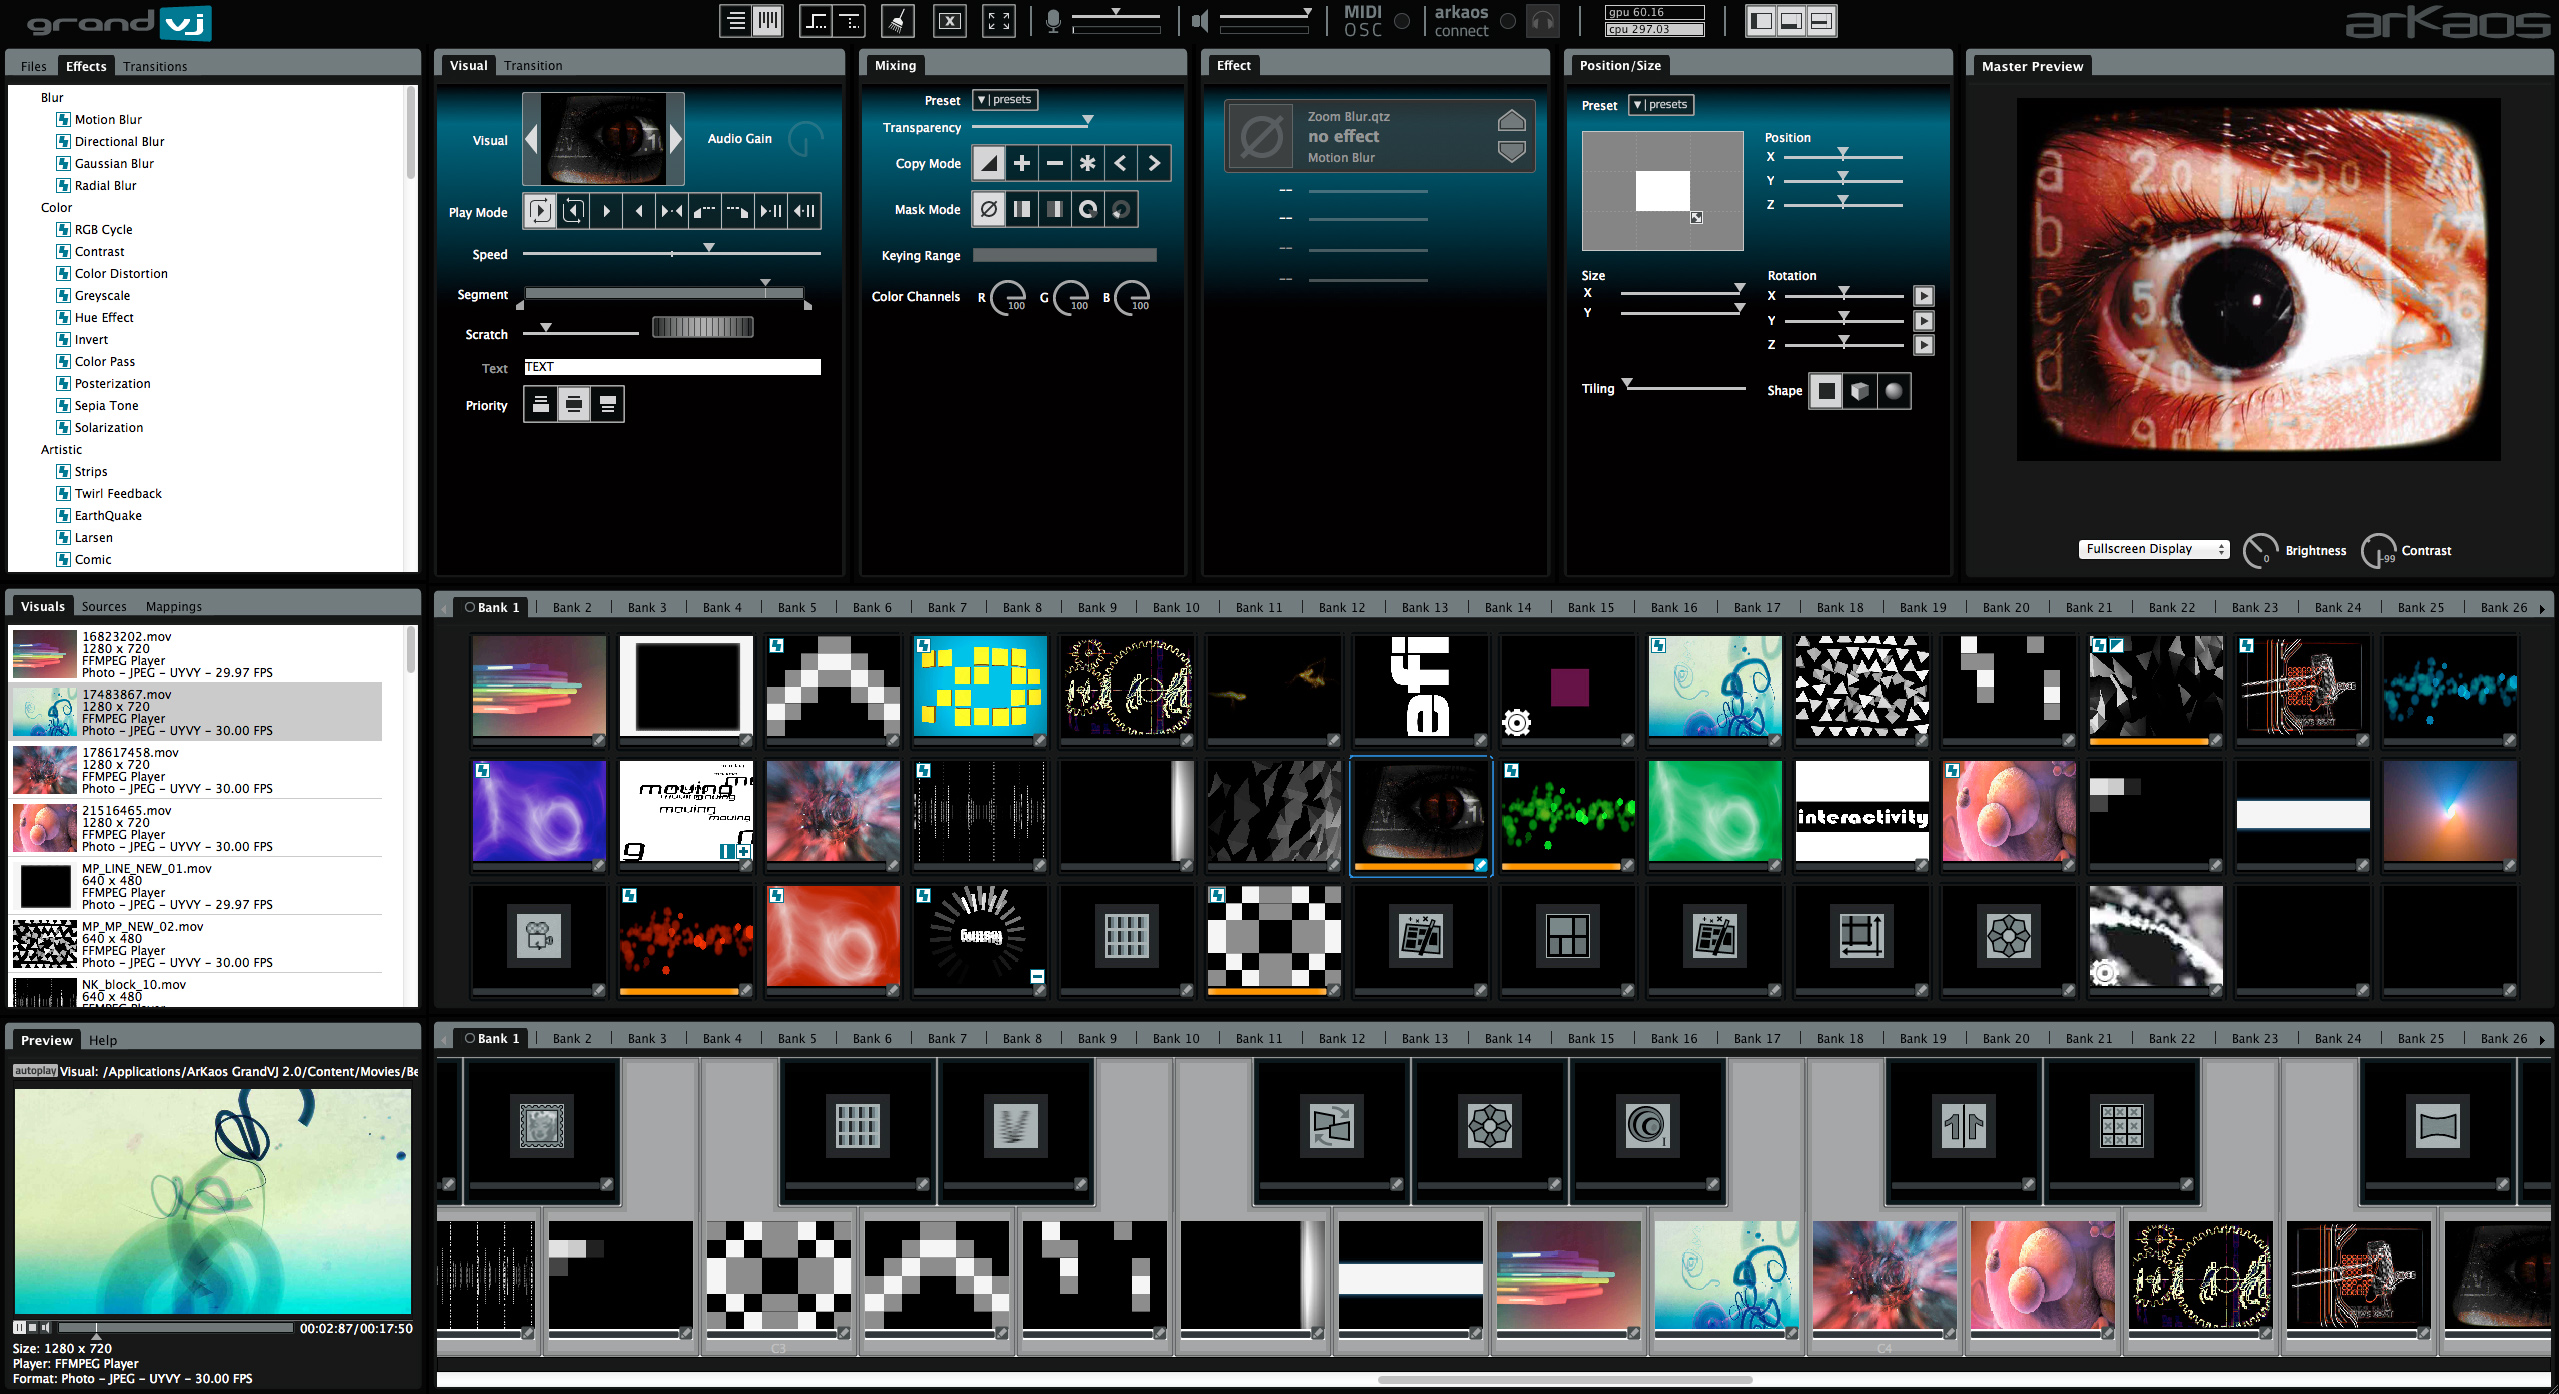 grand vj
MIDI
OSC
arkaos
connect
gpu 60.16
cpu 297.03
arkaos
Files Effects Transitions
Blur
Motion Blur
Directional Blur
Gaussian Blur
Radial Blur
Color
RGB Cycle
Contrast
Color Distortion
Greyscale
Hue Effect
Invert
Color Pass
Posterization
Sepia Tone
Solarization
Artistic
Strips
Twirl Feedback
EarthQuake
Larsen
Comic
Visual Transition
Visual
Audio Gain
Play Mode
Speed
Segment
Scratch
Text TEXT
Priority
Mixing
Preset ▼| presets
Transparency
Copy Mode
Mask Mode
Keying Range
Color Channels R 100 G 100 B 100
Effect
Zoom Blur.qtz
no effect
Motion Blur
--
--
--
--
Position/Size
Preset ▼| presets
Position
X
Y
Z
Size
X
Y
Rotation
X
Y
Z
Tiling
Shape
Master Preview
a
b
c
d
Fullscreen Display
0 Brightness
-99 Contrast
Visuals Sources Mappings
16823202.mov
1280 x 720
FFMPEG Player
Photo - JPEG - UYVY - 29.97 FPS
17483867.mov
1280 x 720
FFMPEG Player
Photo - JPEG - UYVY - 30.00 FPS
178617458.mov
1280 x 720
FFMPEG Player
Photo - JPEG - UYVY - 30.00 FPS
21516465.mov
1280 x 720
FFMPEG Player
Photo - JPEG - UYVY - 30.00 FPS
MP_LINE_NEW_01.mov
640 x 480
FFMPEG Player
Photo - JPEG - UYVY - 29.97 FPS
MP_MP_NEW_02.mov
640 x 480
FFMPEG Player
Photo - JPEG - UYVY - 30.00 FPS
NK_block_10.mov
640 x 480
FFMPEG Player
Bank 1 Bank 2 Bank 3 Bank 4 Bank 5 Bank 6 Bank 7 Bank 8 Bank 9 Bank 10 Bank 11 Bank 12 Bank 13 Bank 14 Bank 15 Bank 16 Bank 17 Bank 18 Bank 19 Bank 20 Bank 21 Bank 22 Bank 23 Bank 24 Bank 25 Bank 26
efi
moving
moving
moving
moving
interactivity
Preview Help
autoplay Visual: /Applications/ArKaos GrandVJ 2.0/Content/Movies/Be
00:02:87/00:17:50
Size: 1280 x 720
Player: FFMPEG Player
Format: Photo - JPEG - UYVY - 30.00 FPS
Bank 1 Bank 2 Bank 3 Bank 4 Bank 5 Bank 6 Bank 7 Bank 8 Bank 9 Bank 10 Bank 11 Bank 12 Bank 13 Bank 14 Bank 15 Bank 16 Bank 17 Bank 18 Bank 19 Bank 20 Bank 21 Bank 22 Bank 23 Bank 24 Bank 25 Bank 26
C3
C4